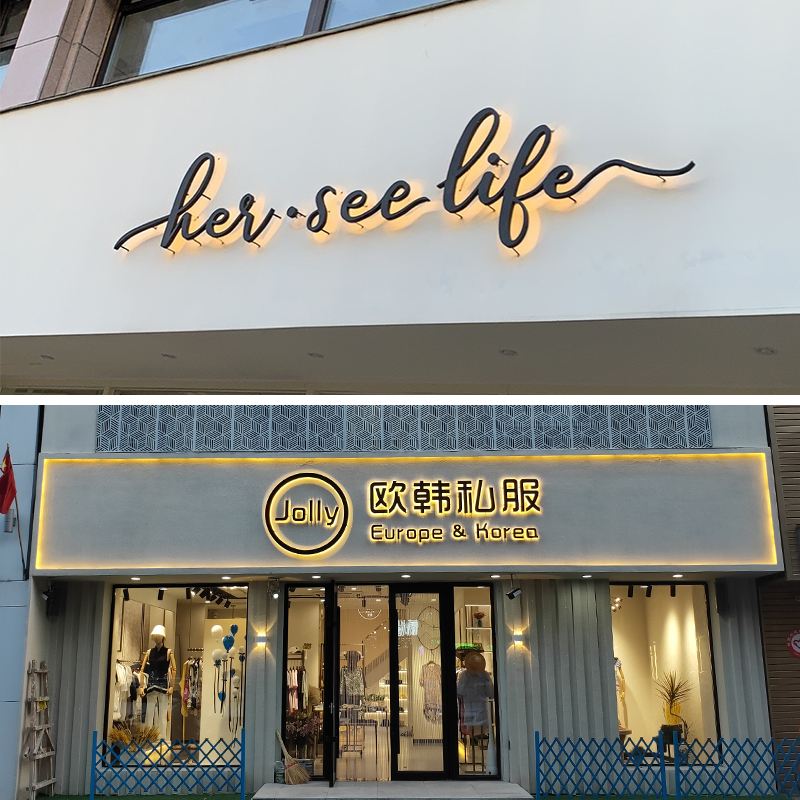 her·see life
Jolly
欧韩私服
Europe & Korea